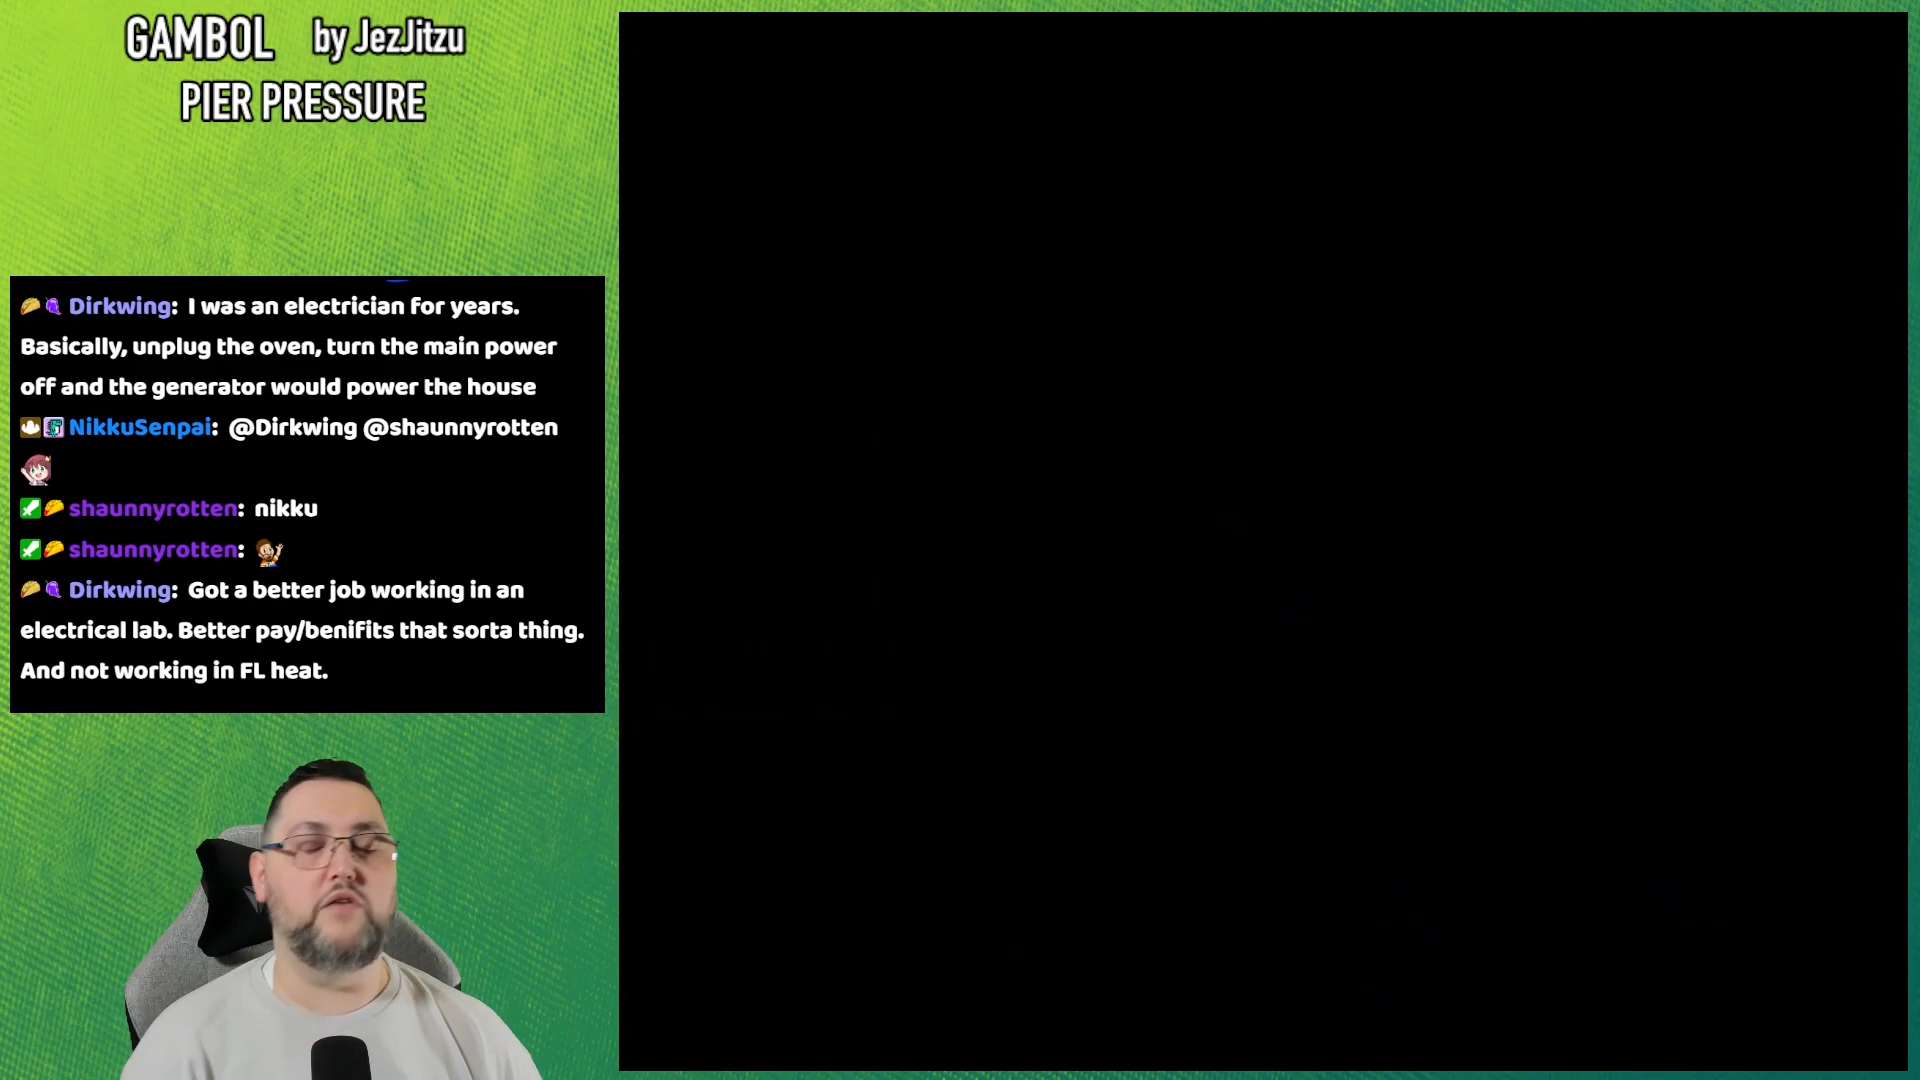 GAMBOL by JezJitzu
PIER PRESSURE
Dirkwing: I was an electrician for years.
Basically, unplug the oven, turn the main power
off and the generator would power the house
NikkuSenpai: @Dirkwing @shaunnyrotten
shaunnyrotten: nikku
shaunnyrotten:
Dirkwing: Got a better job working in an
electrical lab. Better pay/benifits that sorta thing.
And not working in FL heat.